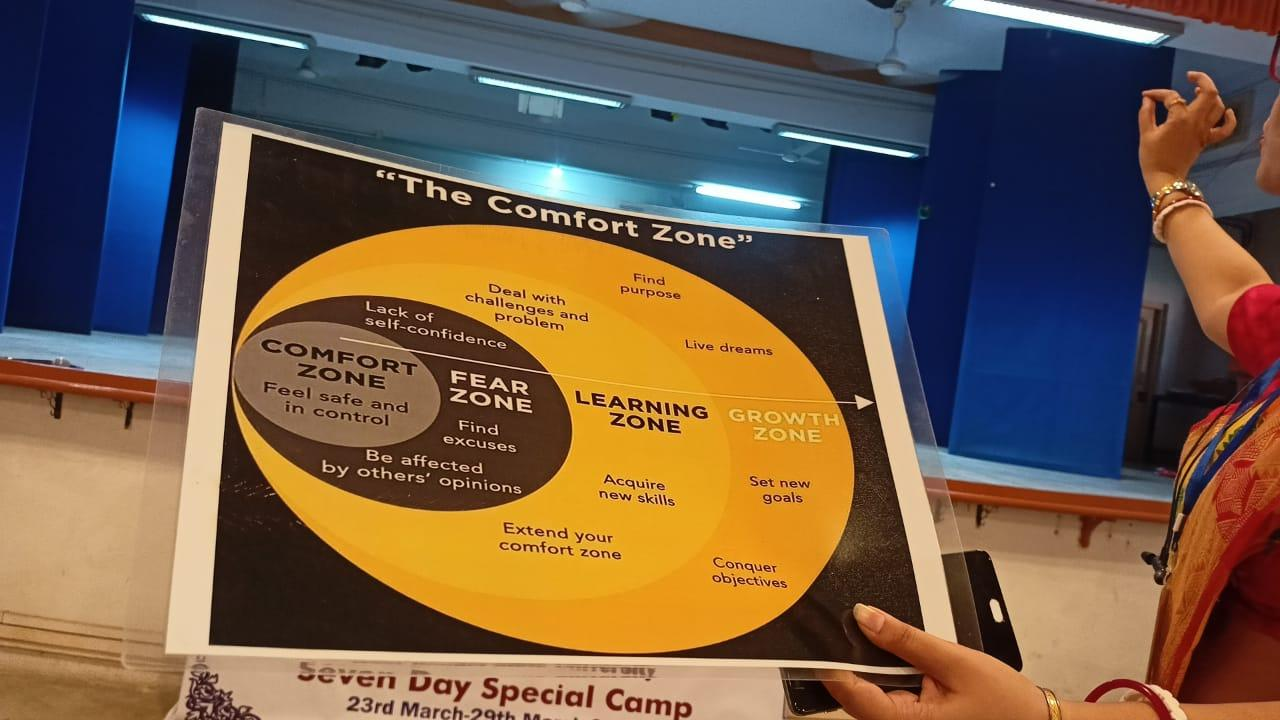 “The Comfort Zone”
Find
purpose
Deal with
challenges and
problem
Live dreams
Lack of
self-confidence
COMFORT
ZONE
Feel safe and
in control
FEAR
ZONE
Find
excuses
Be affected
by others’ opinions
LEARNING
ZONE
Acquire
new skills
Extend your
comfort zone
GROWTH
ZONE
Set new
goals
Conquer
objectives
University
Seven Day Special Camp
23rd March-29th